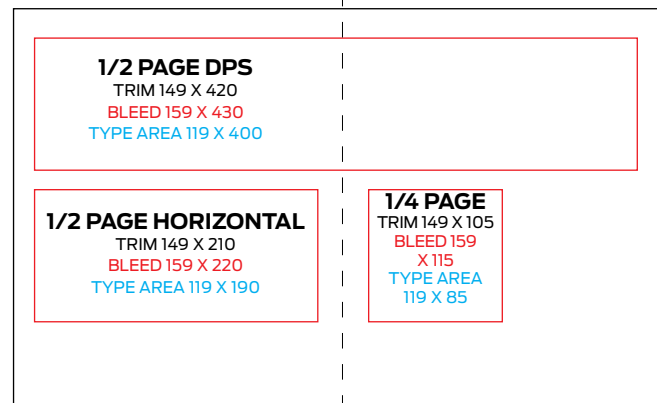 1/2 PAGE DPS
TRIM 149 X 420
BLEED 159 X 430
TYPE AREA 119 X 400
1/2 PAGE HORIZONTAL
TRIM 149 X 210
BLEED 159 X 220
TYPE AREA 119 X 190
1/4 PAGE
TRIM 149 X 105
BLEED 159
X 115
TYPE AREA
119 X 85